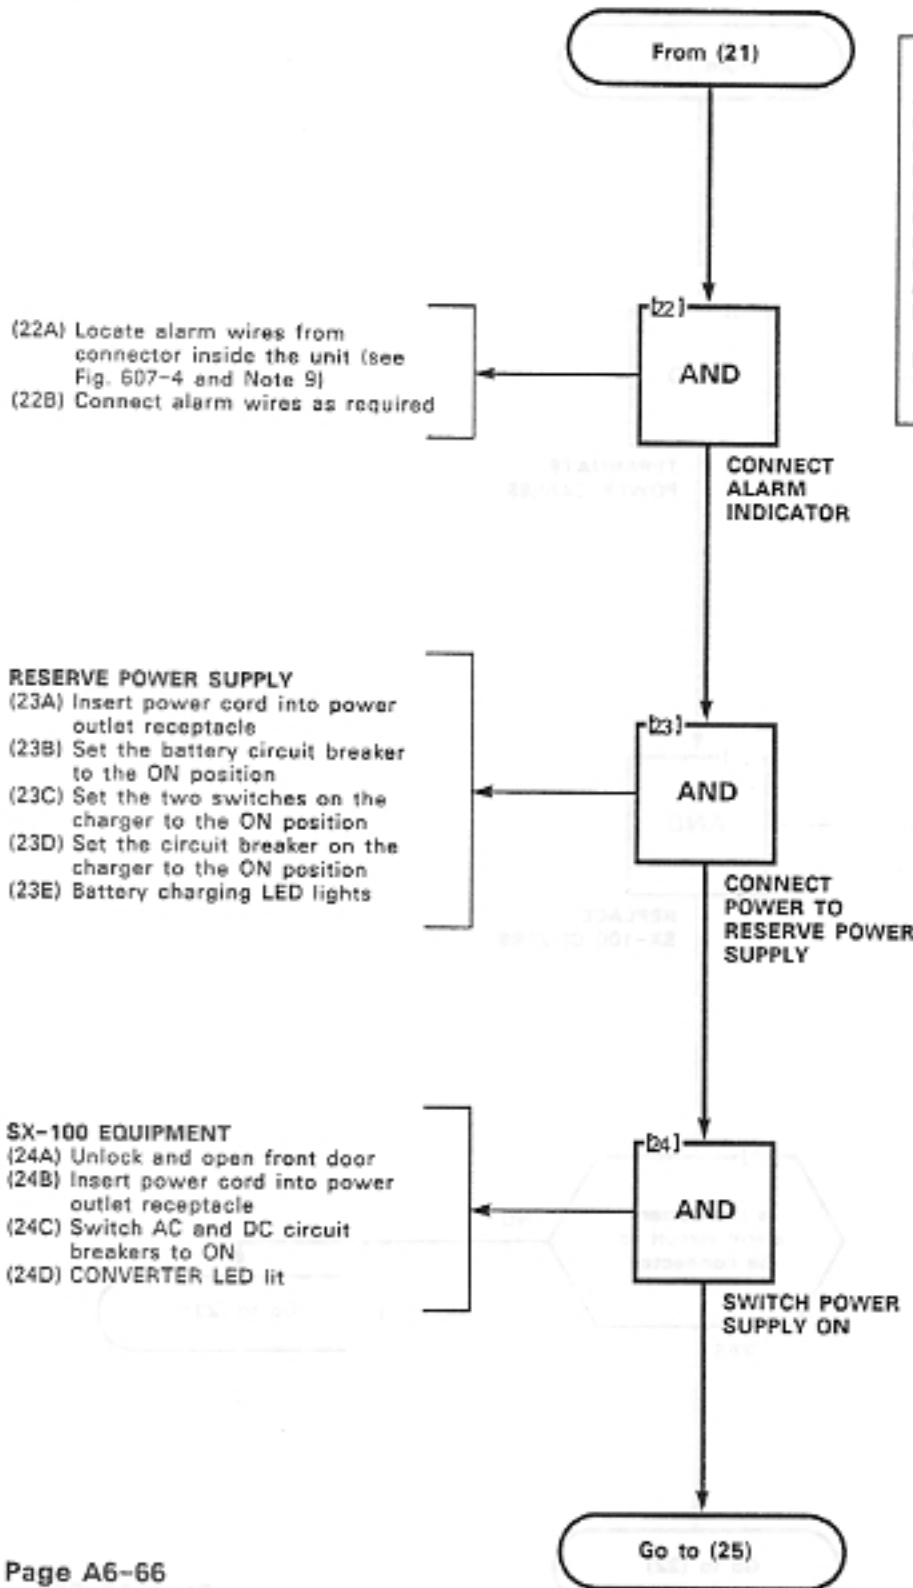 From (21)
[22]
AND
(22A) Locate alarm wires from
connector inside the unit (see
Fig. 607-4 and Note 9)
(22B) Connect alarm wires as required
CONNECT
ALARM
INDICATOR
RESERVE POWER SUPPLY
(23A) Insert power cord into power
outlet receptacle
(23B) Set the battery circuit breaker
to the ON position
(23C) Set the two switches on the
charger to the ON position
(23D) Set the circuit breaker on the
charger to the ON position
(23E) Battery charging LED lights
[23]
AND
CONNECT
POWER TO
RESERVE POWER
SUPPLY
SX-100 EQUIPMENT
(24A) Unlock and open front door
(24B) Insert power cord into power
outlet receptacle
(24C) Switch AC and DC circuit
breakers to ON
(24D) CONVERTER LED lit
[24]
AND
SWITCH POWER
SUPPLY ON
Go to (25)
Page A6-66